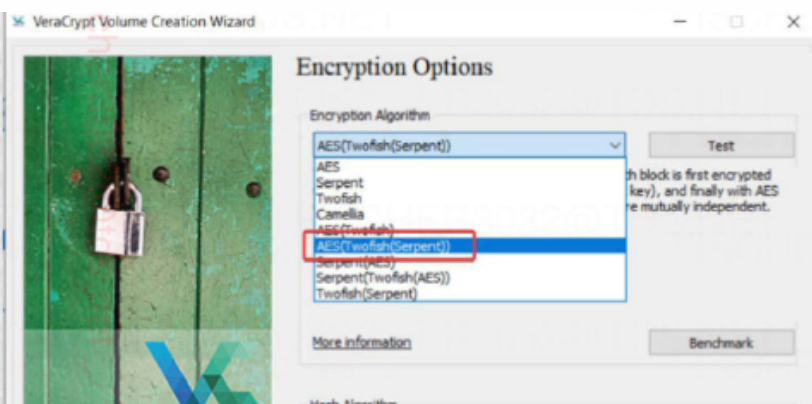 VeraCrypt Volume Creation Wizard
Encryption Options
Encryption Algorithm
AES(Twofish(Serpent))
Test
AES
Serpent
Twofish
Camellia
AES(Twofish)
AES(Twofish(Serpent))
Serpent(AES)
Serpent(Twofish(AES))
Twofish(Serpent)
block is first encrypted
key), and finally with AES
mutually independent.
More information
Benchmark
Hash Algorithm